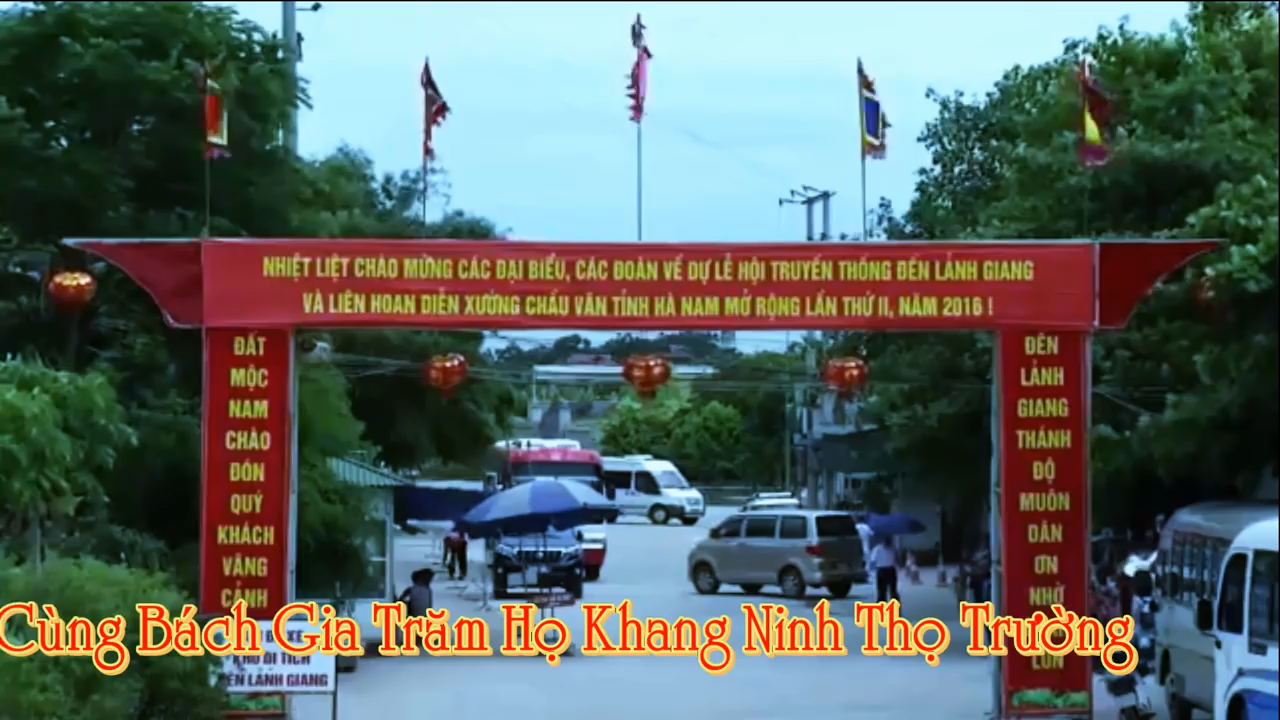 NHIỆT LIỆT CHÀO MỪNG CÁC ĐẠI BIỂU, CÁC ĐOÀN VỀ DỰ LỄ HỘI TRUYỀN THỐNG ĐỀN LẢNH GIANG
VÀ LIÊN HOAN DIỄN XƯỚNG CHẦU VĂN TỈNH HÀ NAM MỞ RỘNG LẦN THỨ II, NĂM 2016 !
ĐẤT
MỘC
NAM
CHÀO
ĐÓN
QUÝ
KHÁCH
VÃNG
CẢNH
ĐỀN
LẢNH
GIANG
THÁNH
ĐỘ
MUÔN
DÂN
ƠN
NHỜ
LỚN
Cùng Bách Gia Trăm Họ Khang Ninh Thọ Trường
KHU DI TÍCH
ĐỀN LẢNH GIANG